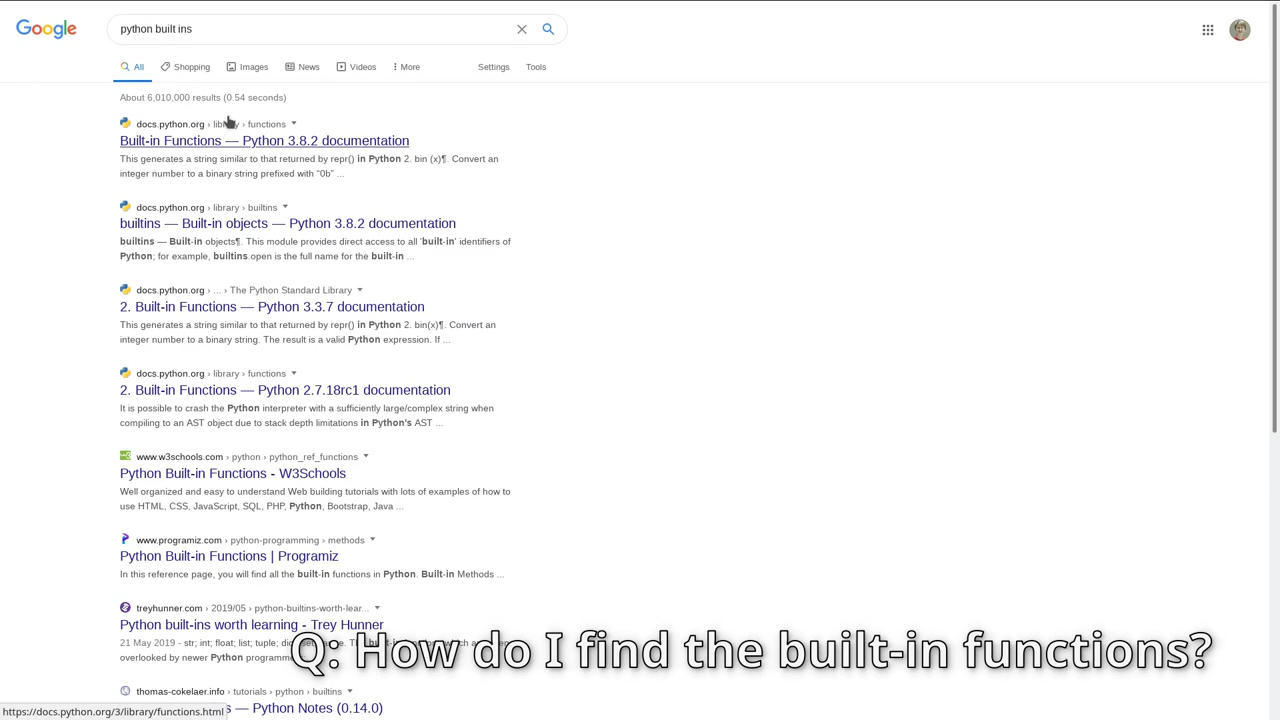 Google
python built ins
All
Shopping
Images
News
Videos
More
Settings
Tools
About 6,010,000 results (0.54 seconds)
docs.python.org › library › functions
Built-in Functions — Python 3.8.2 documentation
This generates a string similar to that returned by repr() in Python 2. bin (x)¶. Convert an
integer number to a binary string prefixed with “0b” ...
docs.python.org › library › builtins
builtins — Built-in objects — Python 3.8.2 documentation
builtins — Built-in objects¶. This module provides direct access to all 'built-in' identifiers of
Python; for example, builtins.open is the full name for the built-in ...
docs.python.org › ... › The Python Standard Library
2. Built-in Functions — Python 3.3.7 documentation
This generates a string similar to that returned by repr() in Python 2. bin(x)¶. Convert an
integer number to a binary string. The result is a valid Python expression. If ...
docs.python.org › library › functions
2. Built-in Functions — Python 2.7.18rc1 documentation
It is possible to crash the Python interpreter with a sufficiently large/complex string when
compiling to an AST object due to stack depth limitations in Python's AST ...
www.w3schools.com › python › python_ref_functions
Python Built-in Functions - W3Schools
Well organized and easy to understand Web building tutorials with lots of examples of how to
use HTML, CSS, JavaScript, SQL, PHP, Python, Bootstrap, Java ...
www.programiz.com › python-programming › methods
Python Built-in Functions | Programiz
In this reference page, you will find all the built-in functions in Python. Built-in Methods ...
treyhunner.com › 2019/05 › python-builtins-worth-lear...
Python built-ins worth learning - Trey Hunner
21 May 2019 - str; int; float; list; tuple;
overlooked by newer Python
Q: How do I find the built-in functions?
thomas-cokelaer.info › tutorials › python › builtins
s — Python Notes (0.14.0)
https://docs.python.org/3/library/functions.html